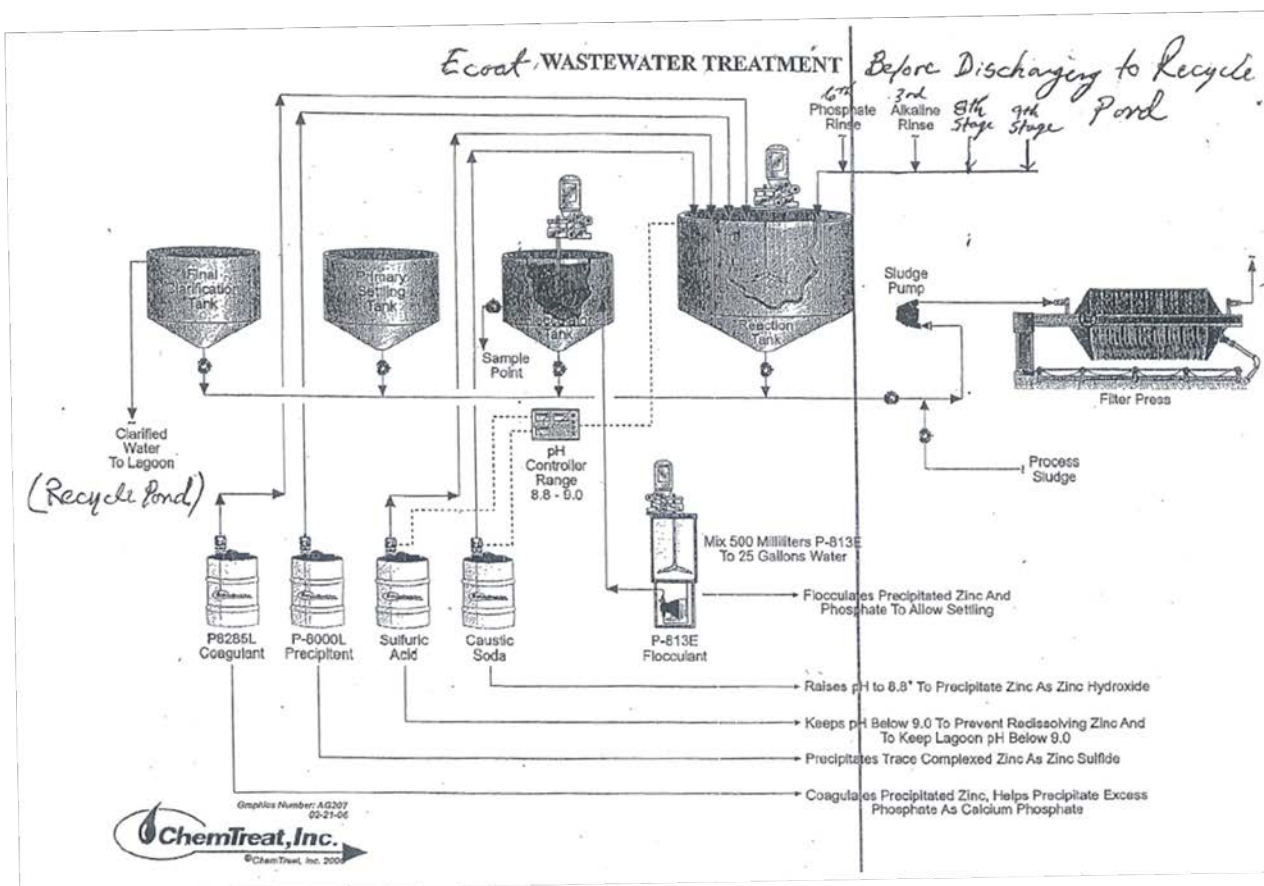 Ecoat WASTEWATER TREATMENT Before Discharging to Recycle
Pond
6th
Phosphate
Rinse
3rd
Alkaline
Rinse
8th
Stage
9th
Stage
Final
Clarification
Tank
Primary
Settling
Tank
Tank
Reaction
Tank
Sludge
Pump
Sample
Point
Filter Press
Clarified
Water
To Lagoon
(Recycle Pond)
pH
Controller
Range
8.8 - 9.0
Process
Sludge
Mix 500 Milliliters P-813E
To 25 Gallons Water
Flocculates Precipitated Zinc And
Phosphate To Allow Settling
P8285L
Coagulant
P-8000L
Precipitent
Sulfuric
Acid
Caustic
Soda
P-813E
Flocculant
Raises pH to 8.8* To Precipitate Zinc As Zinc Hydroxide
Keeps pH Below 9.0 To Prevent Redissolving Zinc And
To Keep Lagoon pH Below 9.0
Precipitates Trace Complexed Zinc As Zinc Sulfide
Coagulates Precipitated Zinc, Helps Precipitate Excess
Phosphate As Calcium Phosphate
Graphics Number: AG207
02-21-06
ChemTreat, Inc.
©ChemTreat, Inc.